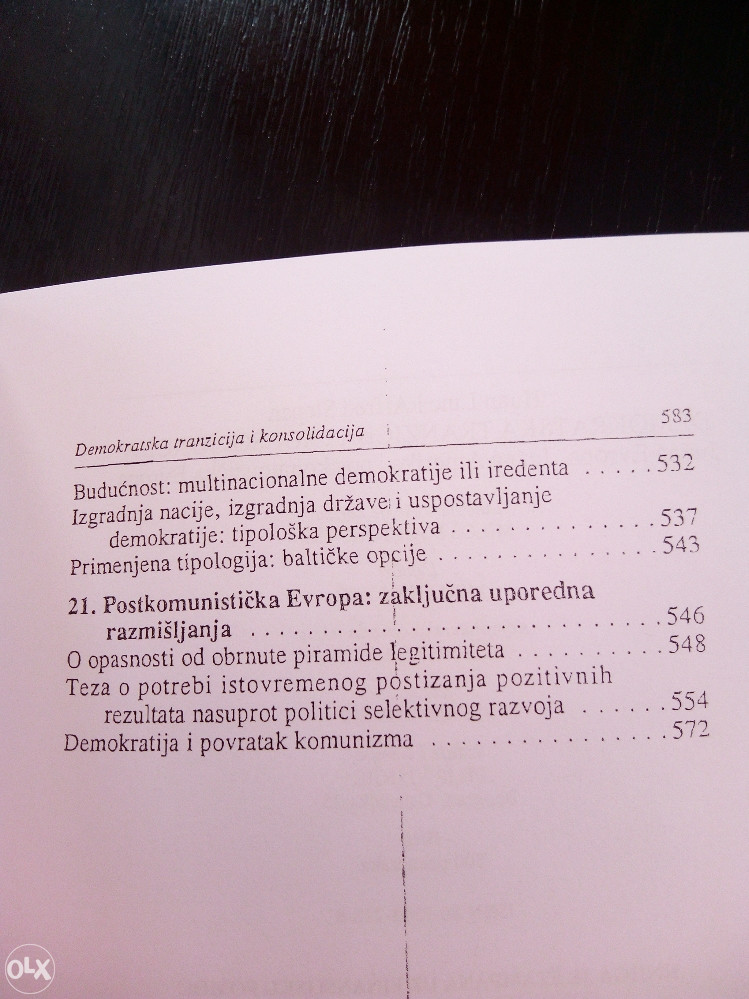 Demokratska tranzicija i konsolidacija 583
Budućnost: multinacionalne demokratije ili iredenta . . . . . 532
Izgradnja nacije, izgradnja države i uspostavljanje
demokratije: tipološka perspektiva . . . . . . . . . . . . 537
Primenjena tipologija: baltičke opcije . . . . . . . . . . . . . 543
21. Postkomunistička Evropa: zaključna uporedna
razmišljanja . . . . . . . . . . . . . . . . . . . . . . . . 546
O opasnosti od obrnute piramide legitimiteta . . . . . . . . . 548
Teza o potrebi istovremenog postizanja pozitivnih
rezultata nasuprot politici selektivnog razvoja . . . . . . 554
Demokratija i povratak komunizma . . . . . . . . . . . . . . 572
OLX